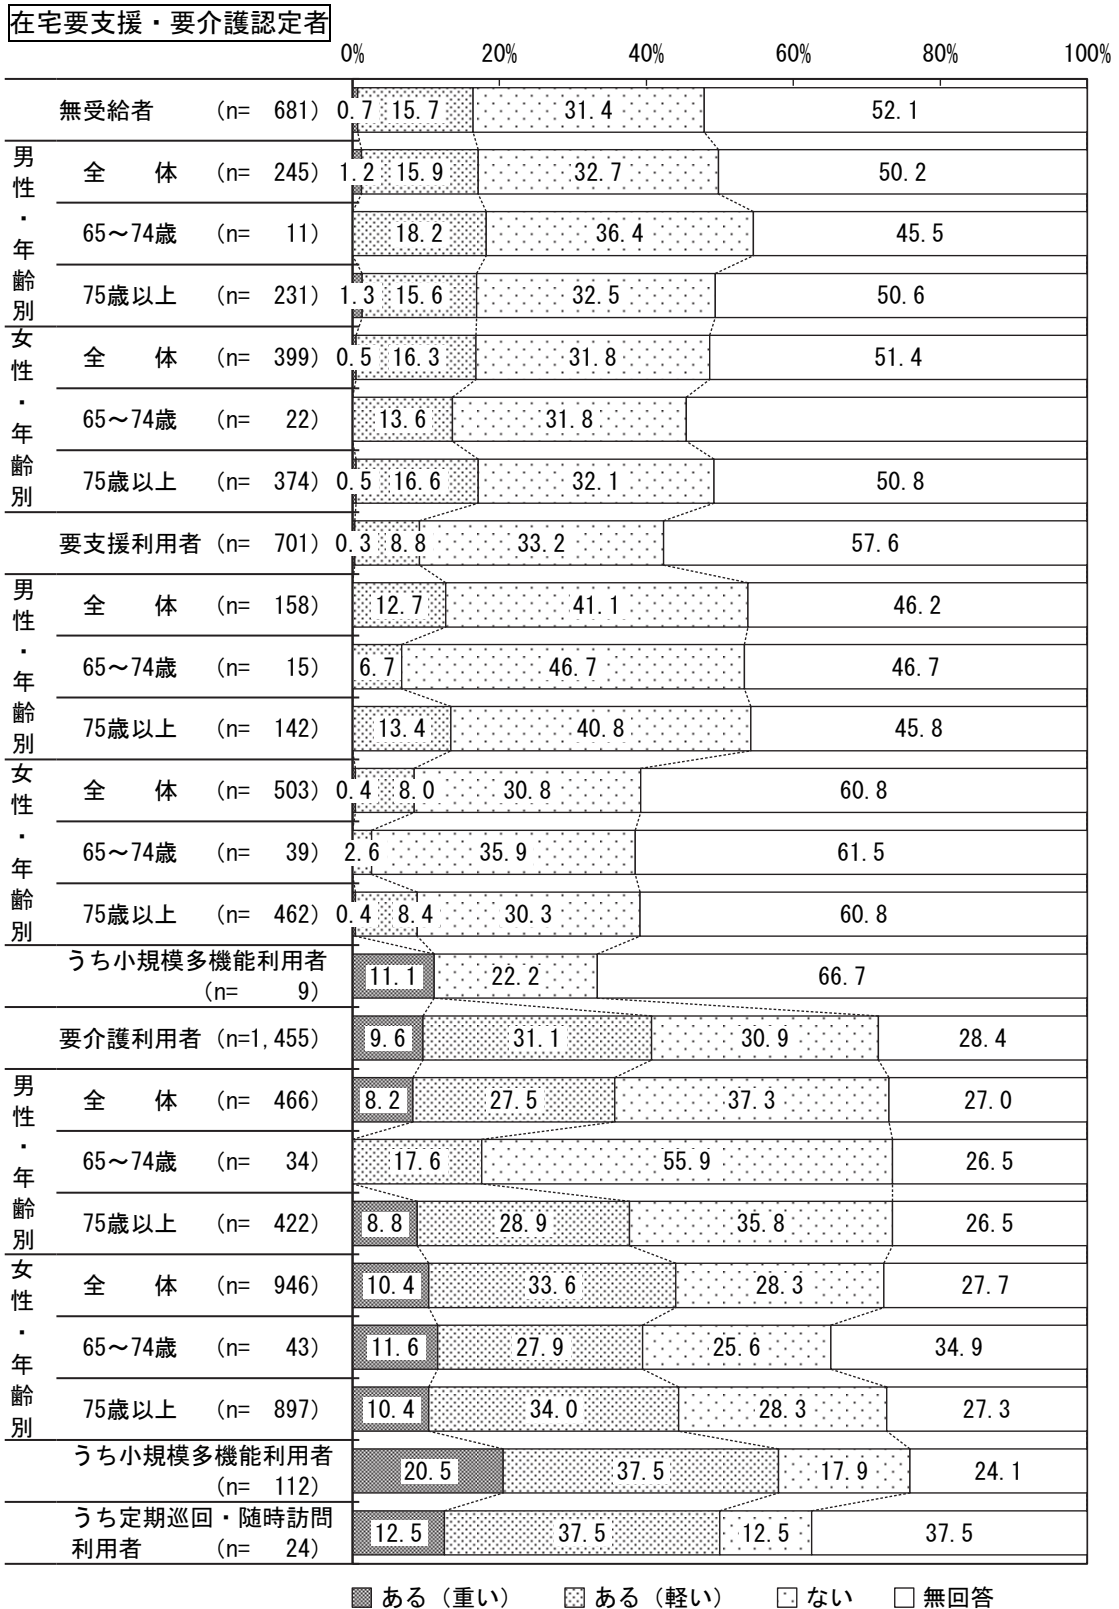 在宅要支援・要介護認定者
0% 20% 40% 60% 80% 100%
無受給者 (n= 681) 0.7 15.7 31.4 52.1
男性・年齢別
全 体 (n= 245) 1.2 15.9 32.7 50.2
65～74歳 (n= 11) 18.2 36.4 45.5
75歳以上 (n= 231) 1.3 15.6 32.5 50.6
女性・年齢別
全 体 (n= 399) 0.5 16.3 31.8 51.4
65～74歳 (n= 22) 13.6 31.8
75歳以上 (n= 374) 0.5 16.6 32.1 50.8
要支援利用者 (n= 701) 0.3 8.8 33.2 57.6
男性・年齢別
全 体 (n= 158) 12.7 41.1 46.2
65～74歳 (n= 15) 6.7 46.7 46.7
75歳以上 (n= 142) 13.4 40.8 45.8
女性・年齢別
全 体 (n= 503) 0.4 8.0 30.8 60.8
65～74歳 (n= 39) 2.6 35.9 61.5
75歳以上 (n= 462) 0.4 8.4 30.3 60.8
うち小規模多機能利用者
(n= 9) 11.1 22.2 66.7
要介護利用者 (n=1,455) 9.6 31.1 30.9 28.4
男性・年齢別
全 体 (n= 466) 8.2 27.5 37.3 27.0
65～74歳 (n= 34) 17.6 55.9 26.5
75歳以上 (n= 422) 8.8 28.9 35.8 26.5
女性・年齢別
全 体 (n= 946) 10.4 33.6 28.3 27.7
65～74歳 (n= 43) 11.6 27.9 25.6 34.9
75歳以上 (n= 897) 10.4 34.0 28.3 27.3
うち小規模多機能利用者
(n= 112) 20.5 37.5 17.9 24.1
うち定期巡回・随時訪問
利用者 (n= 24) 12.5 37.5 12.5 37.5
ある（重い） ある（軽い） ない 無回答